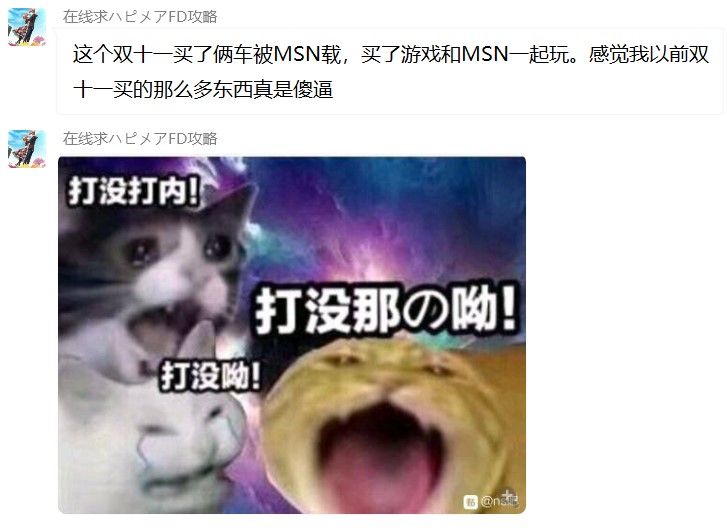 在线求ハピメアFD攻略
这个双十一买了俩车被MSN载，买了游戏和MSN一起玩。感觉我以前双
十一买的那么多东西真是傻逼
在线求ハピメアFD攻略
打没打内！
打没那の呦！
打没呦！